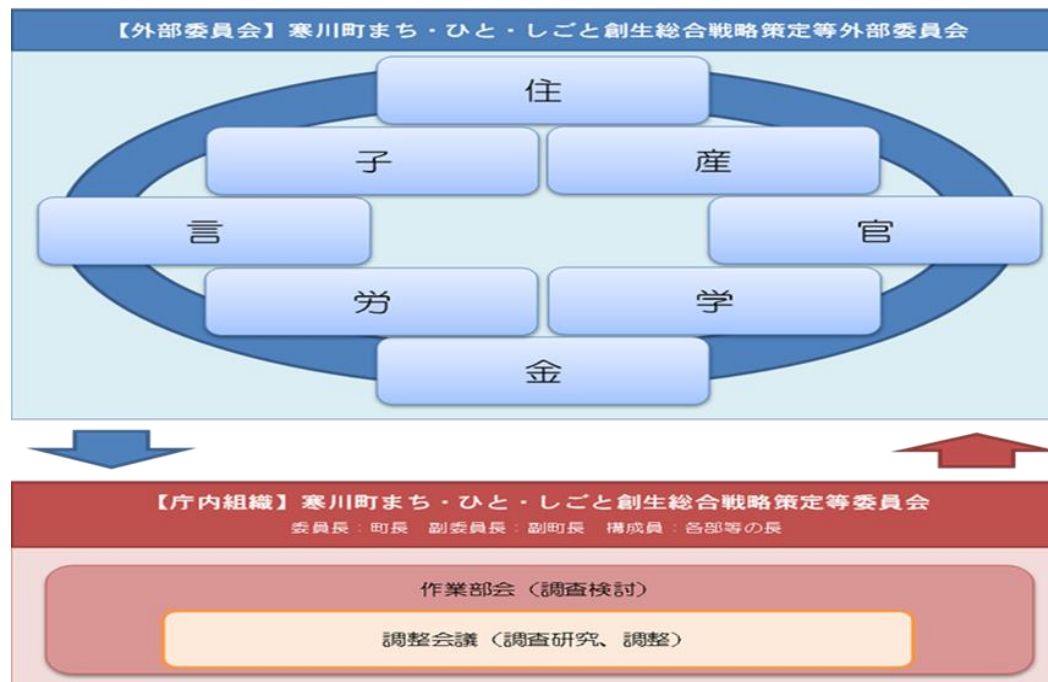 【外部委員会】寒川町まち・ひと・しごと創生総合戦略策定等外部委員会
住
子
産
言
官
労
学
金
【庁内組織】寒川町まち・ひと・しごと創生総合戦略策定等委員会
委員長：町長　副委員長：副町長　構成員：各部等の長
作業部会（調査検討）
調整会議（調査研究、調整）